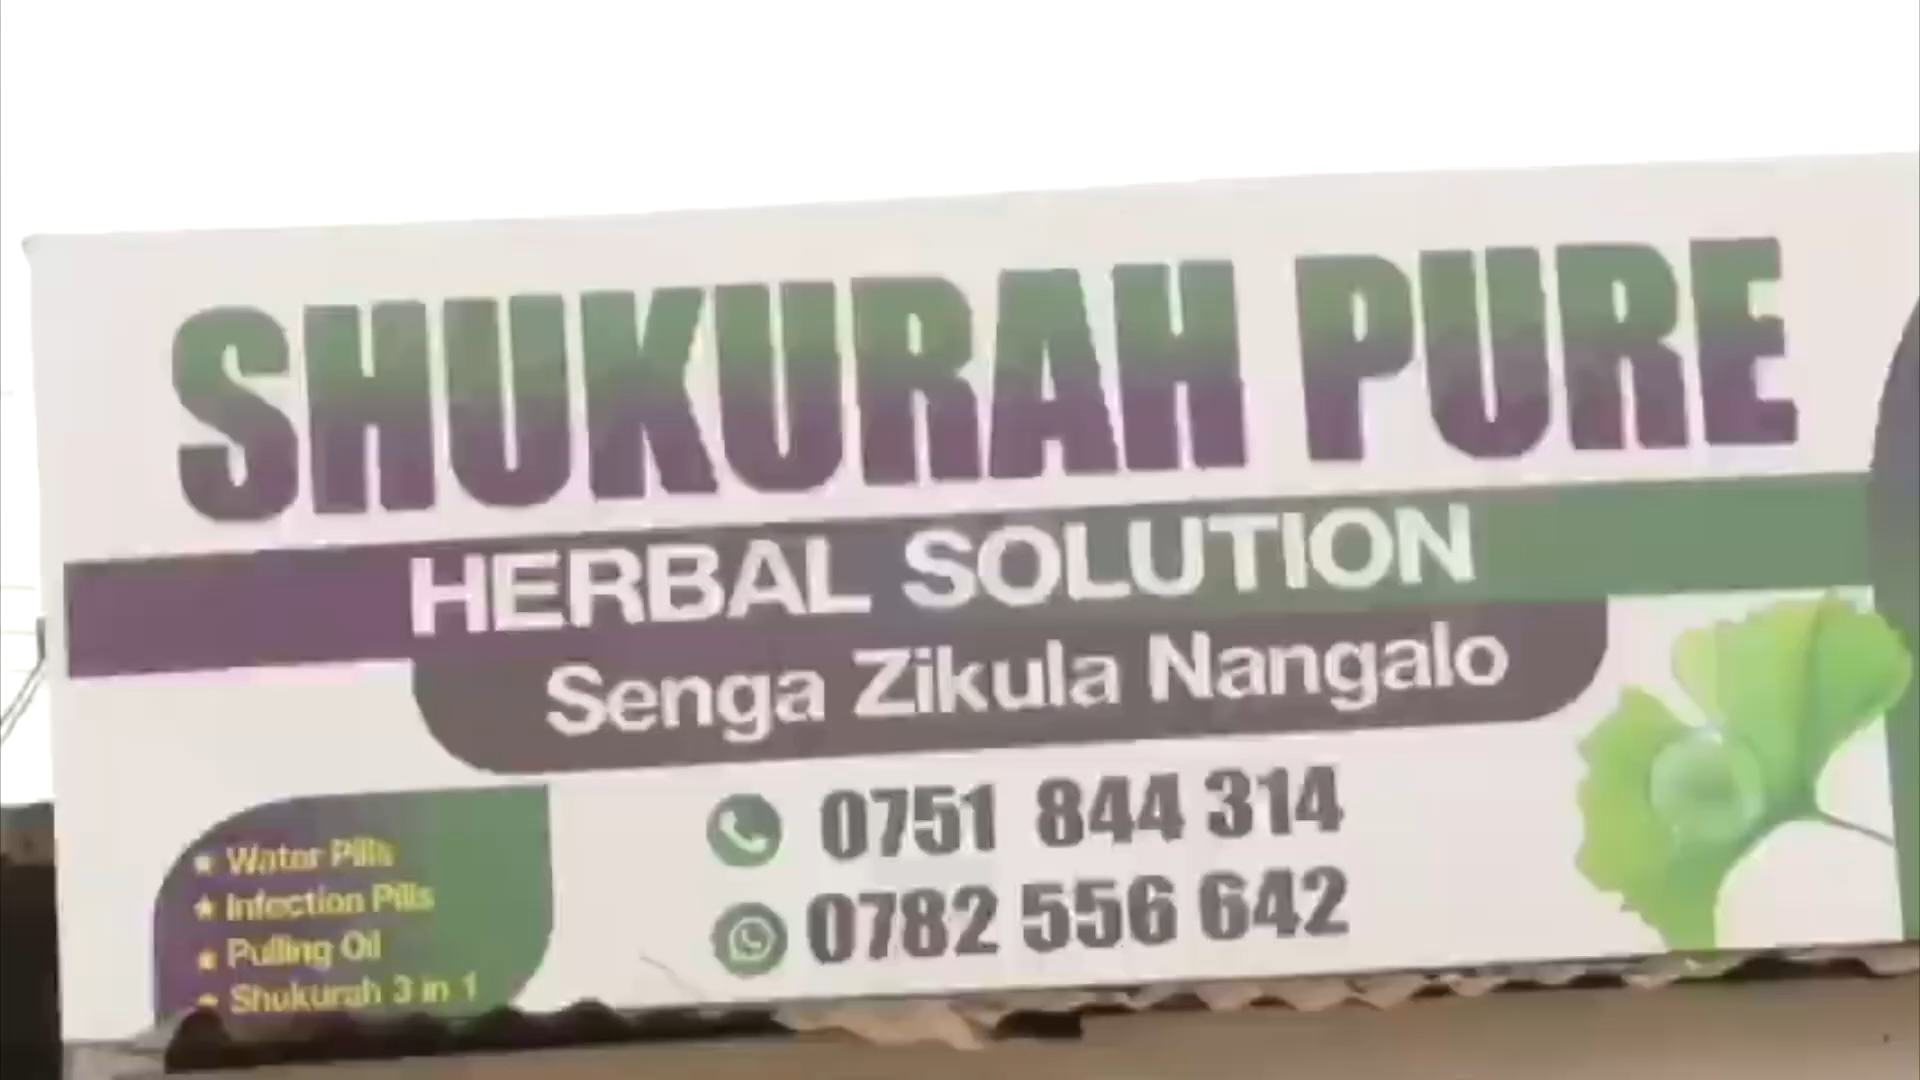 SHUKURAH PURE
HERBAL SOLUTION
Senga Zikula Nangalo
0751 844 314
0782 556 642
★ Water Pills
★ Infection Pills
★ Pulling Oil
★ Shukurah 3 in 1